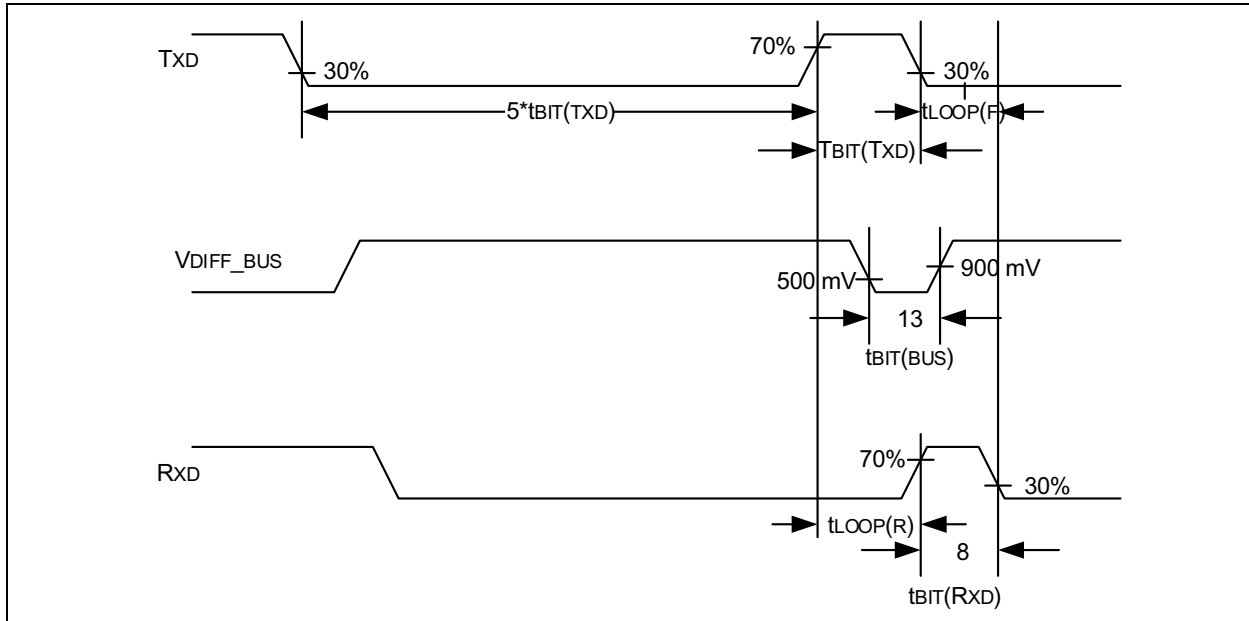 TXD
30%
70%
30%
5*tBIT(TXD)
tLOOP(F)
TBIT(TXD)
VDIFF_BUS
500 mV
900 mV
13
tBIT(BUS)
RXD
70%
30%
tLOOP(R)
8
tBIT(RXD)